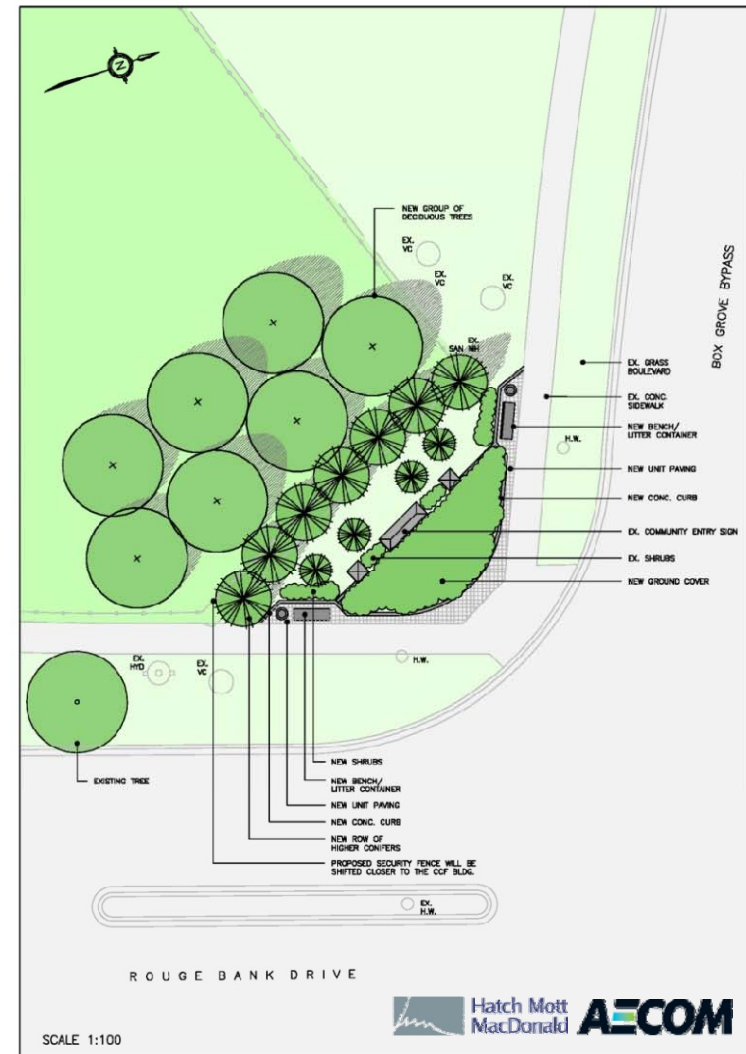 N
NEW GROUP OF
DECIDUOUS TREES
EX.
VC
EX.
VC
EX.
VC
EX.
SAN MH
BOX GROVE BYPASS
EX. GRASS
BOULEVARD
EX. CONC.
SIDEWALK
NEW BENCH/
LITTER CONTAINER
H.W.
NEW UNIT PAVING
NEW CONC. CURB
EX. COMMUNITY ENTRY SIGN
EX. SHRUBS
NEW GROUND COVER
EX.
HYD
EX.
VC
H.W.
EXISTING TREE
NEW SHRUBS
NEW BENCH/
LITTER CONTAINER
NEW UNIT PAVING
NEW CONC. CURB
NEW ROW OF
HIGHER CONIFERS
PROPOSED SECURITY FENCE WILL BE
SHIFTED CLOSER TO THE CCF BLDG.
EX.
H.W.
ROUGE BANK DRIVE
Hatch Mott
MacDonald
AECOM
SCALE 1:100